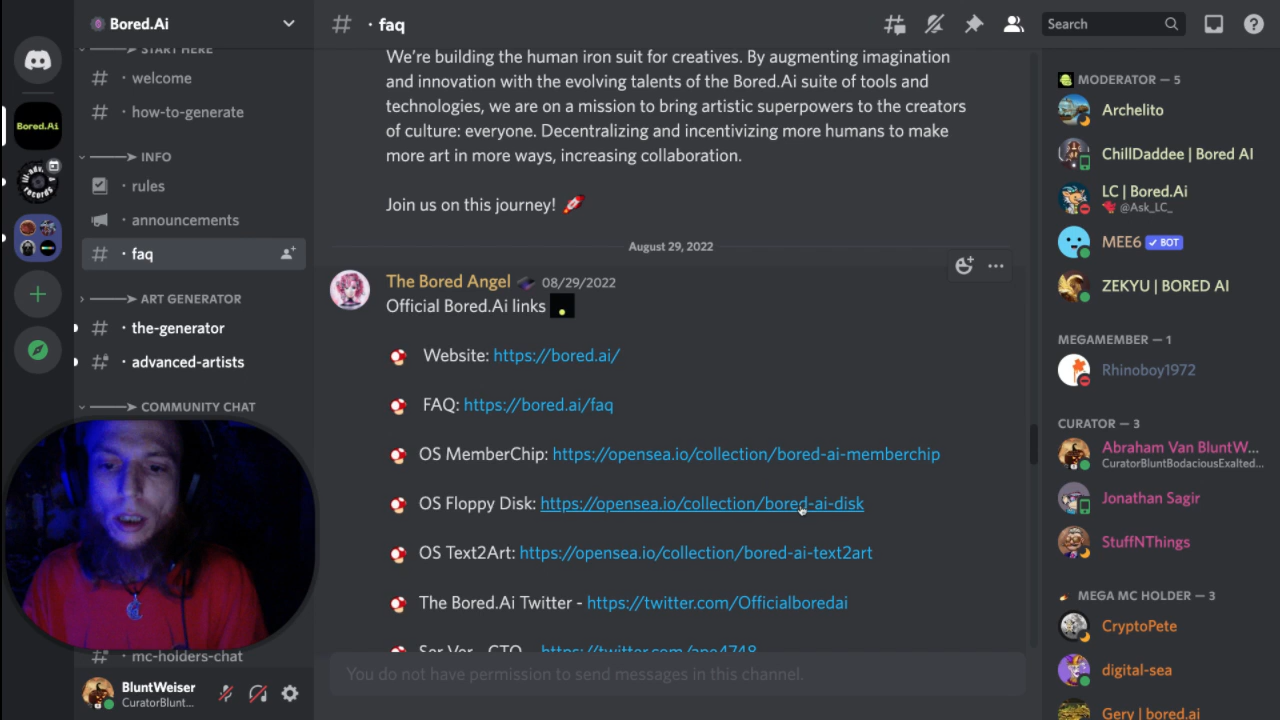 Bored.Ai
# · faq
Search
START HERE
# · welcome
# · how-to-generate
INFO
· rules
· announcements
# · faq
ART GENERATOR
# · the-generator
· advanced-artists
COMMUNITY CHAT
· mc-holders-chat
BluntWeiser
CuratorBlunt...
Bored.Ai
We're building the human iron suit for creatives. By augmenting imagination
and innovation with the evolving talents of the Bored.Ai suite of tools and
technologies, we are on a mission to bring artistic superpowers to the creators
of culture: everyone. Decentralizing and incentivizing more humans to make
more art in more ways, increasing collaboration.
Join us on this journey! 🚀
August 29, 2022
The Bored Angel 08/29/2022
Official Bored.Ai links
🍄 Website: https://bored.ai/
🍄 FAQ: https://bored.ai/faq
🍄 OS MemberChip: https://opensea.io/collection/bored-ai-memberchip
🍄 OS Floppy Disk: https://opensea.io/collection/bored-ai-disk
🍄 OS Text2Art: https://opensea.io/collection/bored-ai-text2art
🍄 The Bored.Ai Twitter - https://twitter.com/Officialboredai
Ser Ver - CTO - https://twitter.com/ape4748
You do not have permission to send messages in this channel.
MODERATOR — 5
Archelito
ChillDaddee | Bored AI
LC | Bored.Ai
@Ask_LC_
MEE6 ✓ BOT
ZEKYU | BORED AI
MEGAMEMBER — 1
Rhinoboy1972
CURATOR — 3
Abraham Van BluntW...
CuratorBluntBodaciousExalted...
Jonathan Sagir
StuffNThings
MEGA MC HOLDER — 3
CryptoPete
digital-sea
Gery | bored.ai